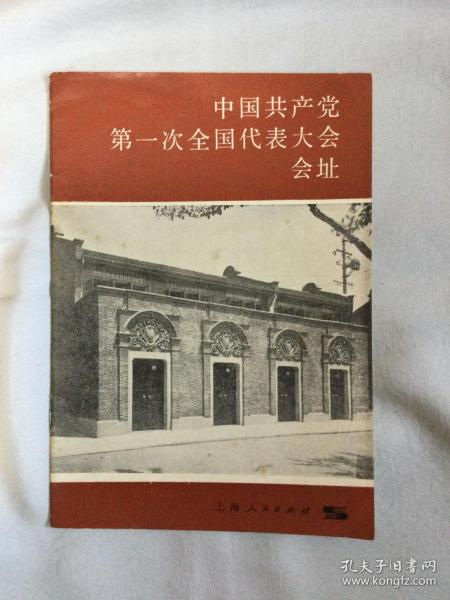 中国共产党
第一次全国代表大会
会址
上海人民出版社
孔夫子旧书网
www.kongfz.com